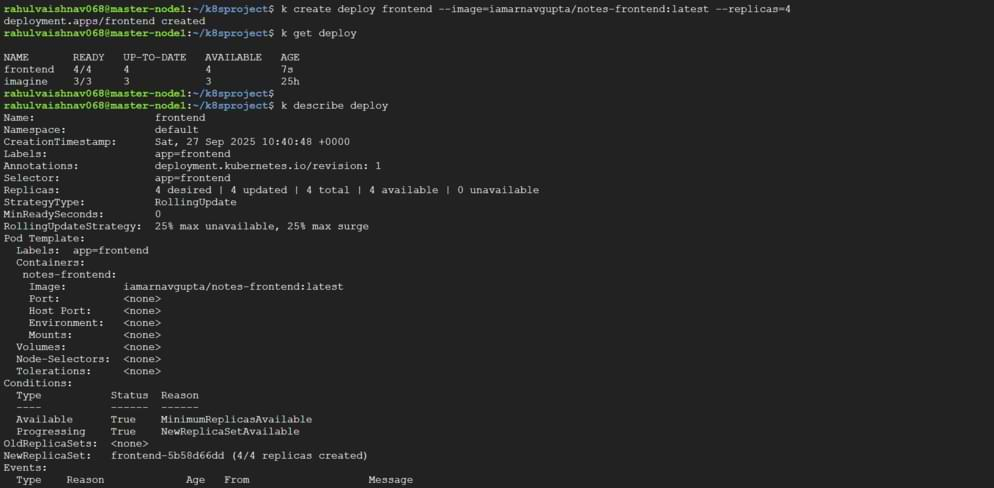 rahulvaishnav068@master-node1:~/k8sproject$ k create deploy frontend --image=iamarnavgupta/notes-frontend:latest --replicas=4
deployment.apps/frontend created
rahulvaishnav068@master-node1:~/k8sproject$ k get deploy
NAME       READY   UP-TO-DATE   AVAILABLE   AGE
frontend   4/4     4            4           7s
imagine    3/3     3            3           25h
rahulvaishnav068@master-node1:~/k8sproject$
rahulvaishnav068@master-node1:~/k8sproject$ k describe deploy
Name:                   frontend
Namespace:              default
CreationTimestamp:      Sat, 27 Sep 2025 10:40:48 +0000
Labels:                 app=frontend
Annotations:            deployment.kubernetes.io/revision: 1
Selector:               app=frontend
Replicas:               4 desired | 4 updated | 4 total | 4 available | 0 unavailable
StrategyType:           RollingUpdate
MinReadySeconds:        0
RollingUpdateStrategy:  25% max unavailable, 25% max surge
Pod Template:
  Labels:  app=frontend
  Containers:
   notes-frontend:
    Image:         iamarnavgupta/notes-frontend:latest
    Port:          <none>
    Host Port:     <none>
    Environment:   <none>
    Mounts:        <none>
  Volumes:         <none>
  Node-Selectors:  <none>
  Tolerations:     <none>
Conditions:
  Type           Status  Reason
  ----           ------  ------
  Available      True    MinimumReplicasAvailable
  Progressing    True    NewReplicaSetAvailable
OldReplicaSets:  <none>
NewReplicaSet:   frontend-5b58d66dd (4/4 replicas created)
Events:
  Type    Reason             Age   From                   Message